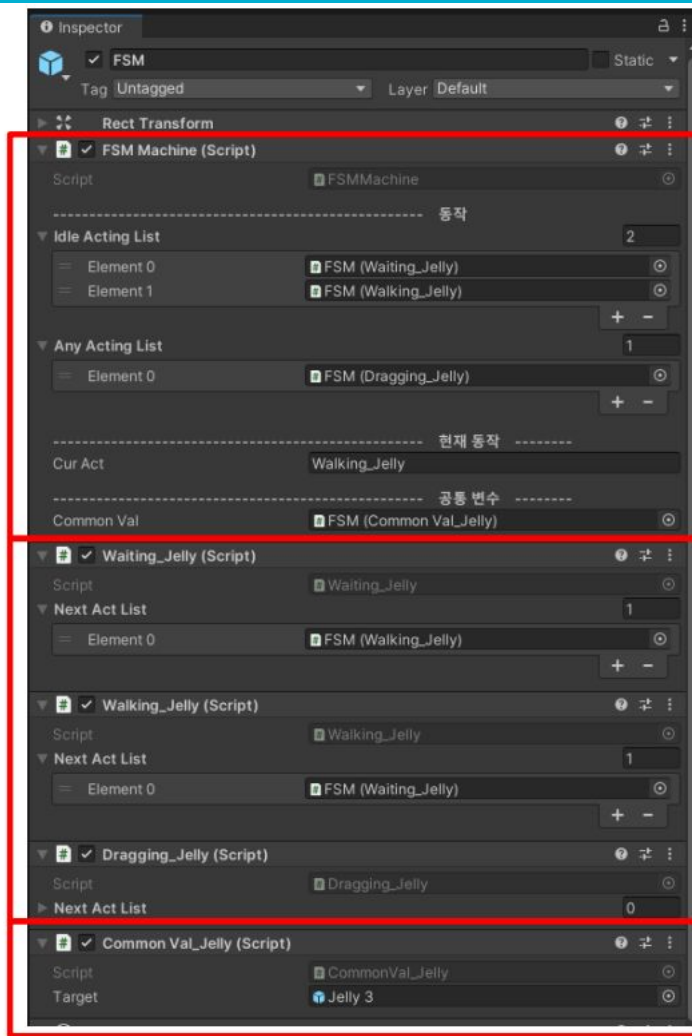 Inspector
FSM Static
Tag Untagged Layer Default
Rect Transform
FSM Machine (Script)
Script FSMMachine
------------------------------------------------ 동작
Idle Acting List 2
Element 0 FSM (Waiting_Jelly)
Element 1 FSM (Walking_Jelly)
+ -
Any Acting List 1
Element 0 FSM (Dragging_Jelly)
+ -
------------------------------------------------ 현재 동작 --------
Cur Act Walking_Jelly
------------------------------------------------ 공통 변수 --------
Common Val FSM (Common Val_Jelly)
Waiting_Jelly (Script)
Script Waiting_Jelly
Next Act List 1
Element 0 FSM (Walking_Jelly)
+ -
Walking_Jelly (Script)
Script Walking_Jelly
Next Act List 1
Element 0 FSM (Waiting_Jelly)
+ -
Dragging_Jelly (Script)
Script Dragging_Jelly
Next Act List 0
Common Val_Jelly (Script)
Script CommonVal_Jelly
Target Jelly 3